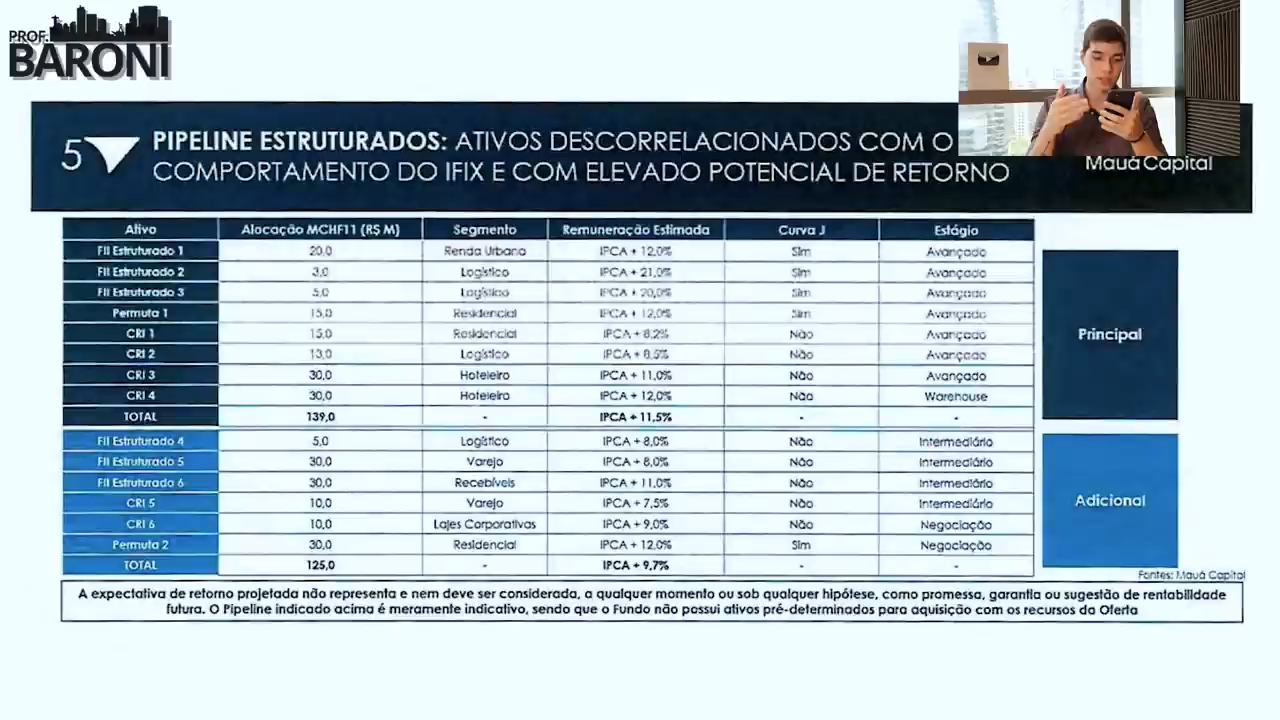 PROF.
BARONI
5 PIPELINE ESTRUTURADOS: ATIVOS DESCORRELACIONADOS COM O
COMPORTAMENTO DO IFIX E COM ELEVADO POTENCIAL DE RETORNO
Mauá Capital
Ativo Alocação MCHF11 (R$ M) Segmento Remuneração Estimada Curva J Estágio
FII Estruturado 1 20,0 Renda Urbana IPCA + 12,0% Sim Avançado
FII Estruturado 2 3,0 Logístico IPCA + 21,0% Sim Avançado
FII Estruturado 3 5,0 Logístico IPCA + 20,0% Sim Avançado
Permuta 1 15,0 Residencial IPCA + 12,0% Sim Avançado
CRI 1 15,0 Residencial IPCA + 8,2% Não Avançado
CRI 2 13,0 Logístico IPCA + 8,5% Não Avançado
CRI 3 30,0 Hoteleiro IPCA + 11,0% Não Avançado
CRI 4 30,0 Hoteleiro IPCA + 12,0% Não Warehouse
TOTAL 139,0 - IPCA + 11,5% - -
Principal
FII Estruturado 4 5,0 Logístico IPCA + 8,0% Não Intermediário
FII Estruturado 5 30,0 Varejo IPCA + 8,0% Não Intermediário
FII Estruturado 6 30,0 Recebíveis IPCA + 11,0% Não Intermediário
CRI 5 10,0 Varejo IPCA + 7,5% Não Intermediário
CRI 6 10,0 Lajes Corporativas IPCA + 9,0% Não Negociação
Permuta 2 30,0 Residencial IPCA + 12,0% Sim Negociação
TOTAL 125,0 - IPCA + 9,7% - -
Adicional
Fontes: Mauá Capital
A expectativa de retorno projetada não representa e nem deve ser considerada, a qualquer momento ou sob qualquer hipótese, como promessa, garantia ou sugestão de rentabilidade
futura. O Pipeline indicado acima é meramente indicativo, sendo que o Fundo não possui ativos pré-determinados para aquisição com os recursos da Oferta